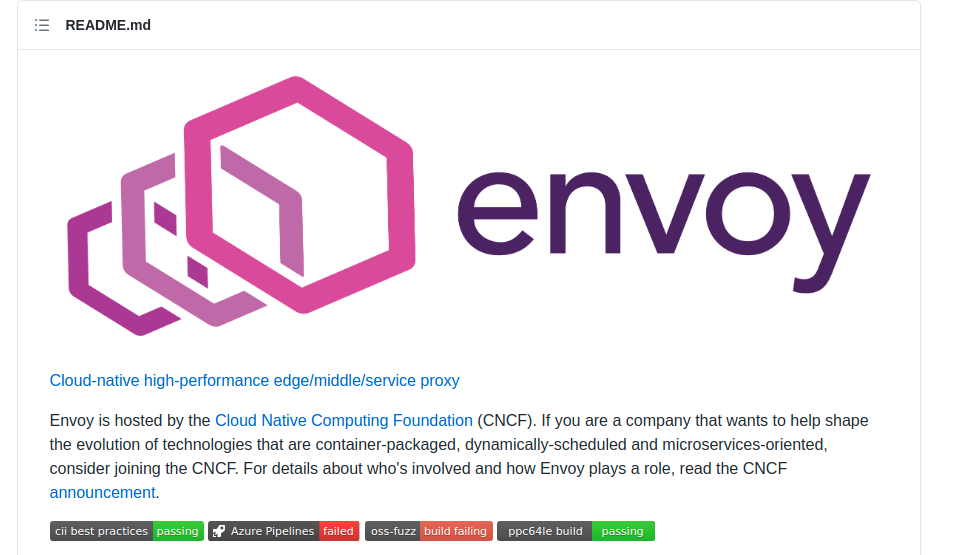 README.md
envoy
Cloud-native high-performance edge/middle/service proxy
Envoy is hosted by the Cloud Native Computing Foundation (CNCF). If you are a company that wants to help shape
the evolution of technologies that are container-packaged, dynamically-scheduled and microservices-oriented,
consider joining the CNCF. For details about who's involved and how Envoy plays a role, read the CNCF
announcement.
cii best practices passing Azure Pipelines failed oss-fuzz build failing ppc64le build passing